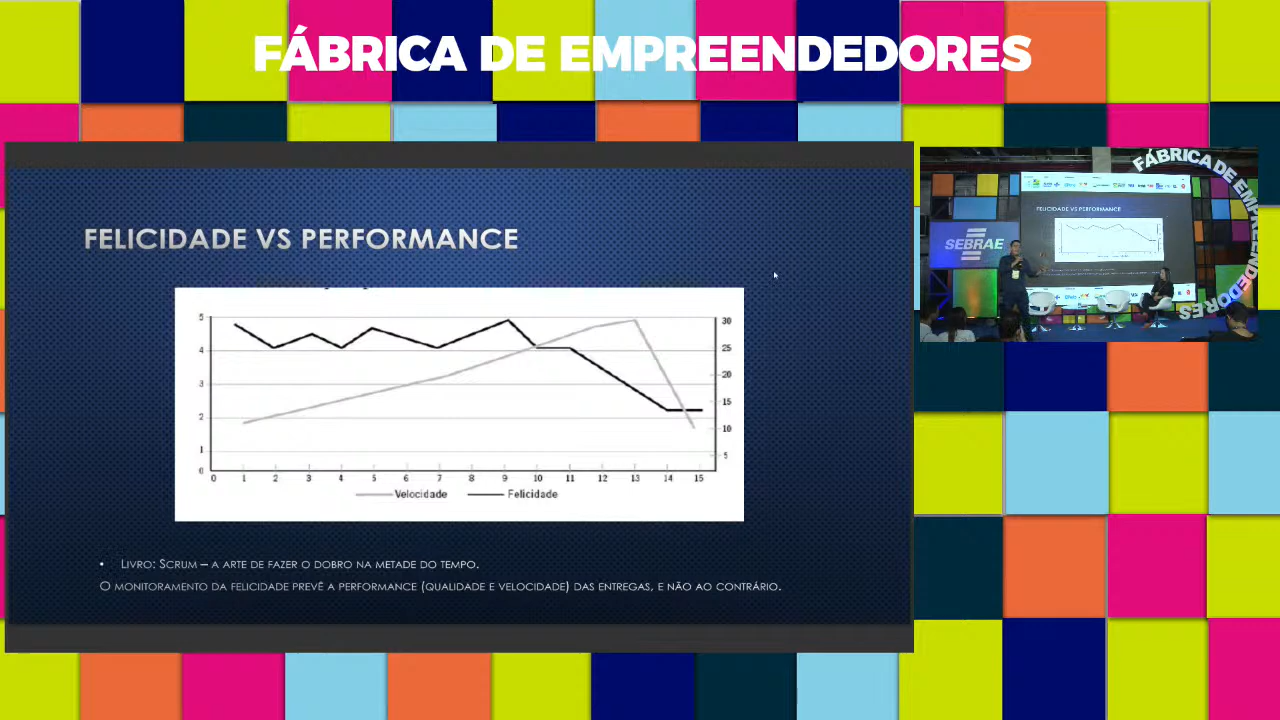 FÁBRICA DE EMPREENDEDORES
FELICIDADE VS PERFORMANCE
5
4
3
2
1
0
30
25
20
15
10
5
0 1 2 3 4 5 6 7 8 9 10 11 12 13 14 15
Velocidade Felicidade
• LIVRO: SCRUM – A ARTE DE FAZER O DOBRO NA METADE DO TEMPO.
O MONITORAMENTO DA FELICIDADE PREVÊ A PERFORMANCE (QUALIDADE E VELOCIDADE) DAS ENTREGAS, E NÃO AO CONTRÁRIO.
FÁBRICA DE EMPREENDEDORES
FELICIDADE VS PERFORMANCE
SEBRAE